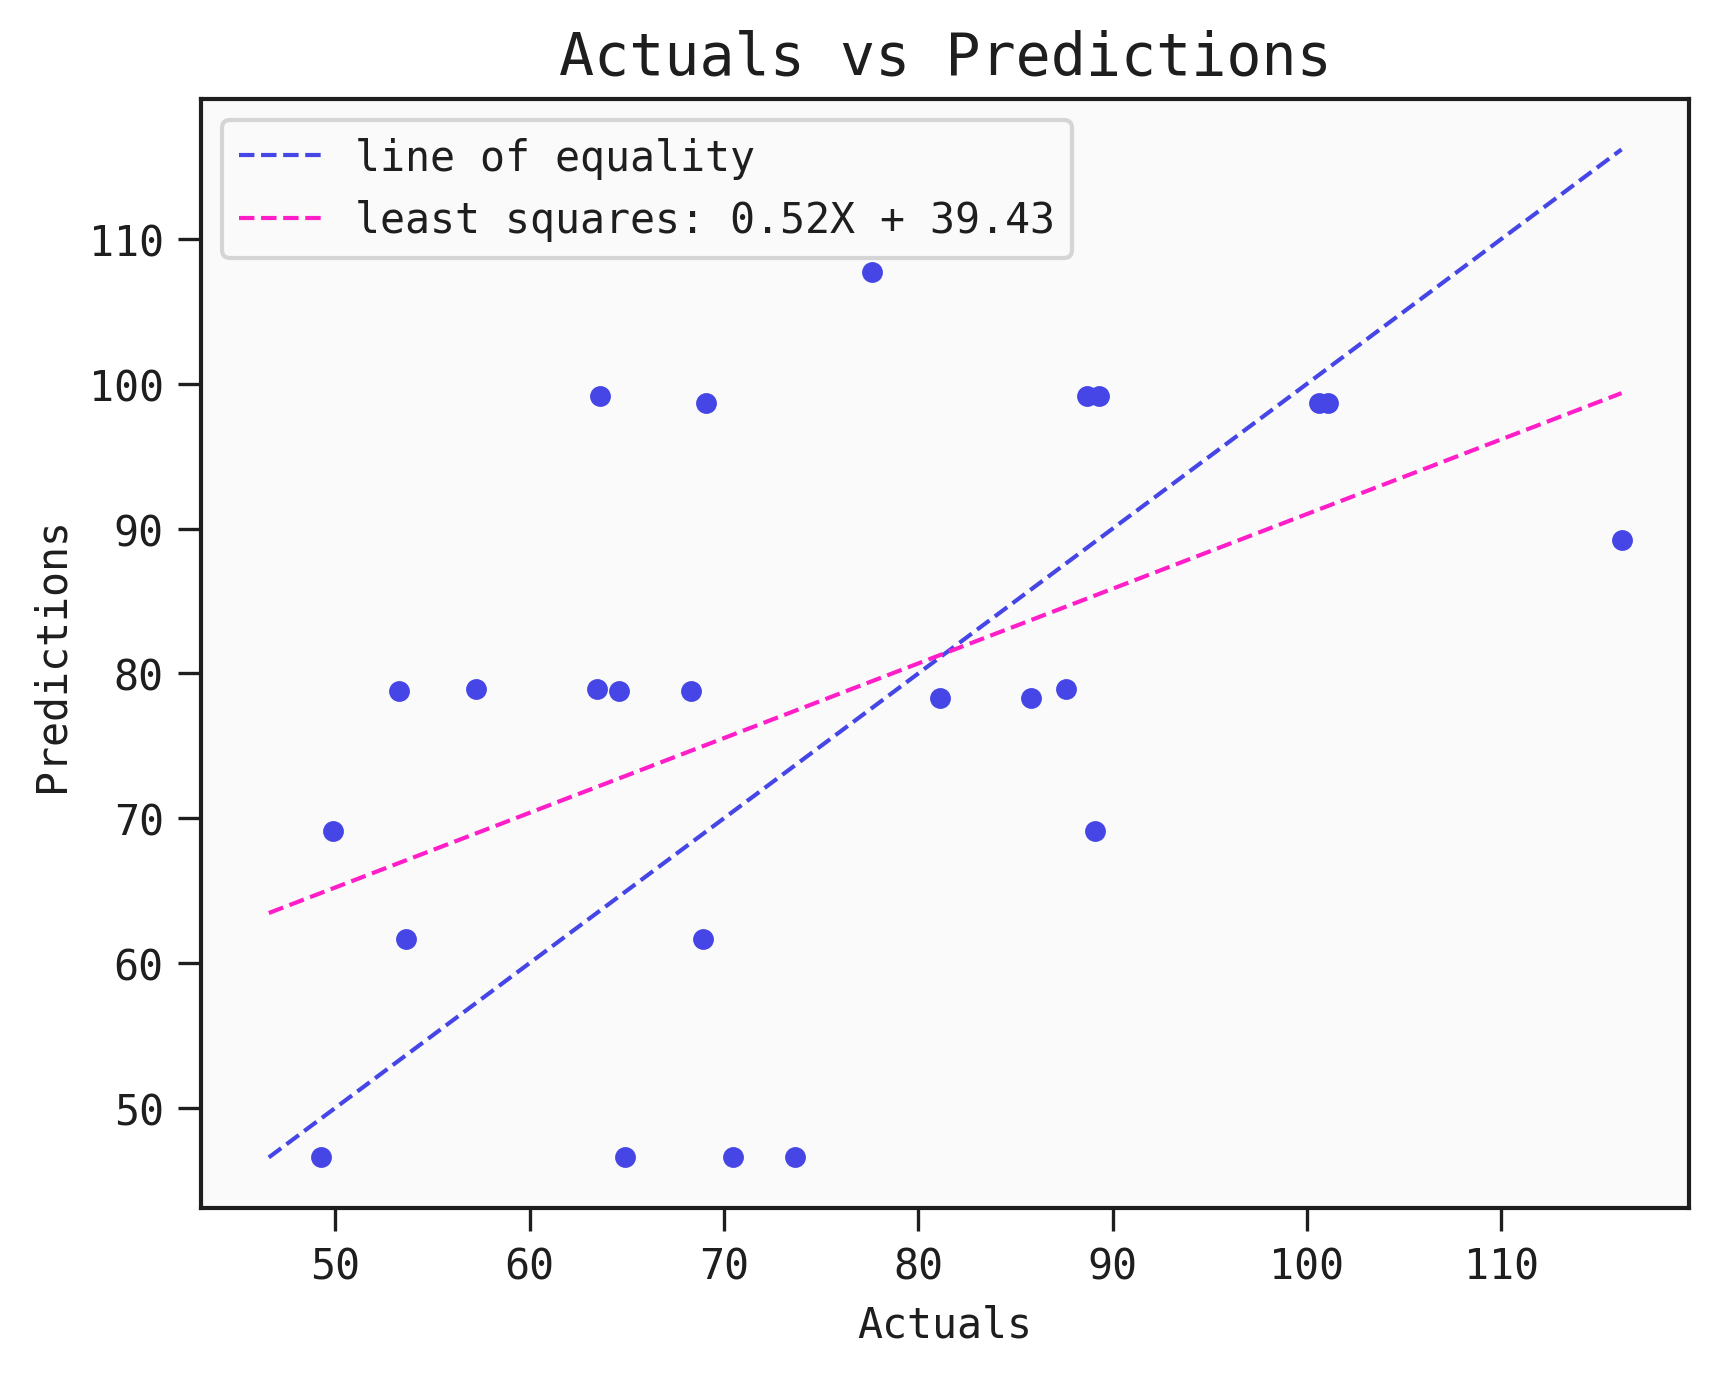 Actuals vs Predictions
line of equality
least squares: 0.52X + 39.43
110
100
90
80
70
60
50
Predictions
50 60 70 80 90 100 110
Actuals